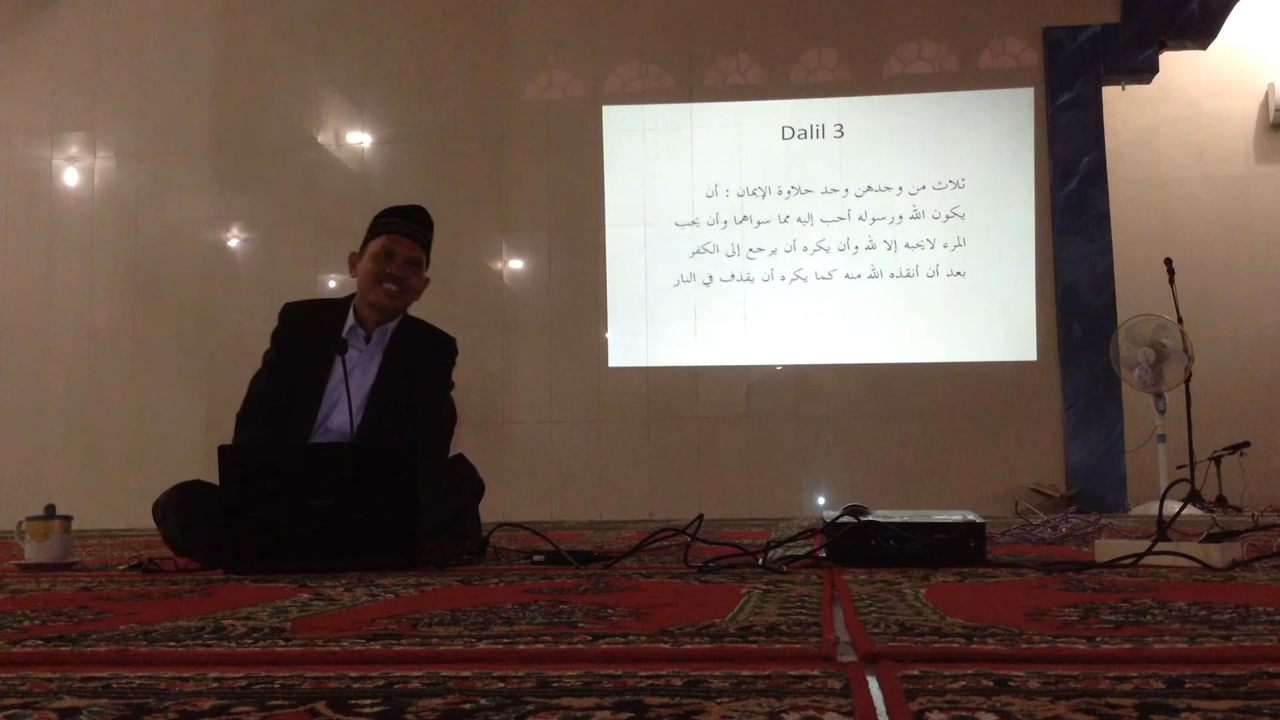 Dalil 3
ثلاث من وجدهن وجد حلاوة الإيمان : أن
يكون الله ورسوله أحب إليه مما سواهما وأن يحب
المرء لايحبه إلا لله وأن يكره أن يرجع إلى الكفر
بعد أن أنقذه الله منه كما يكره أن يقذف في النار